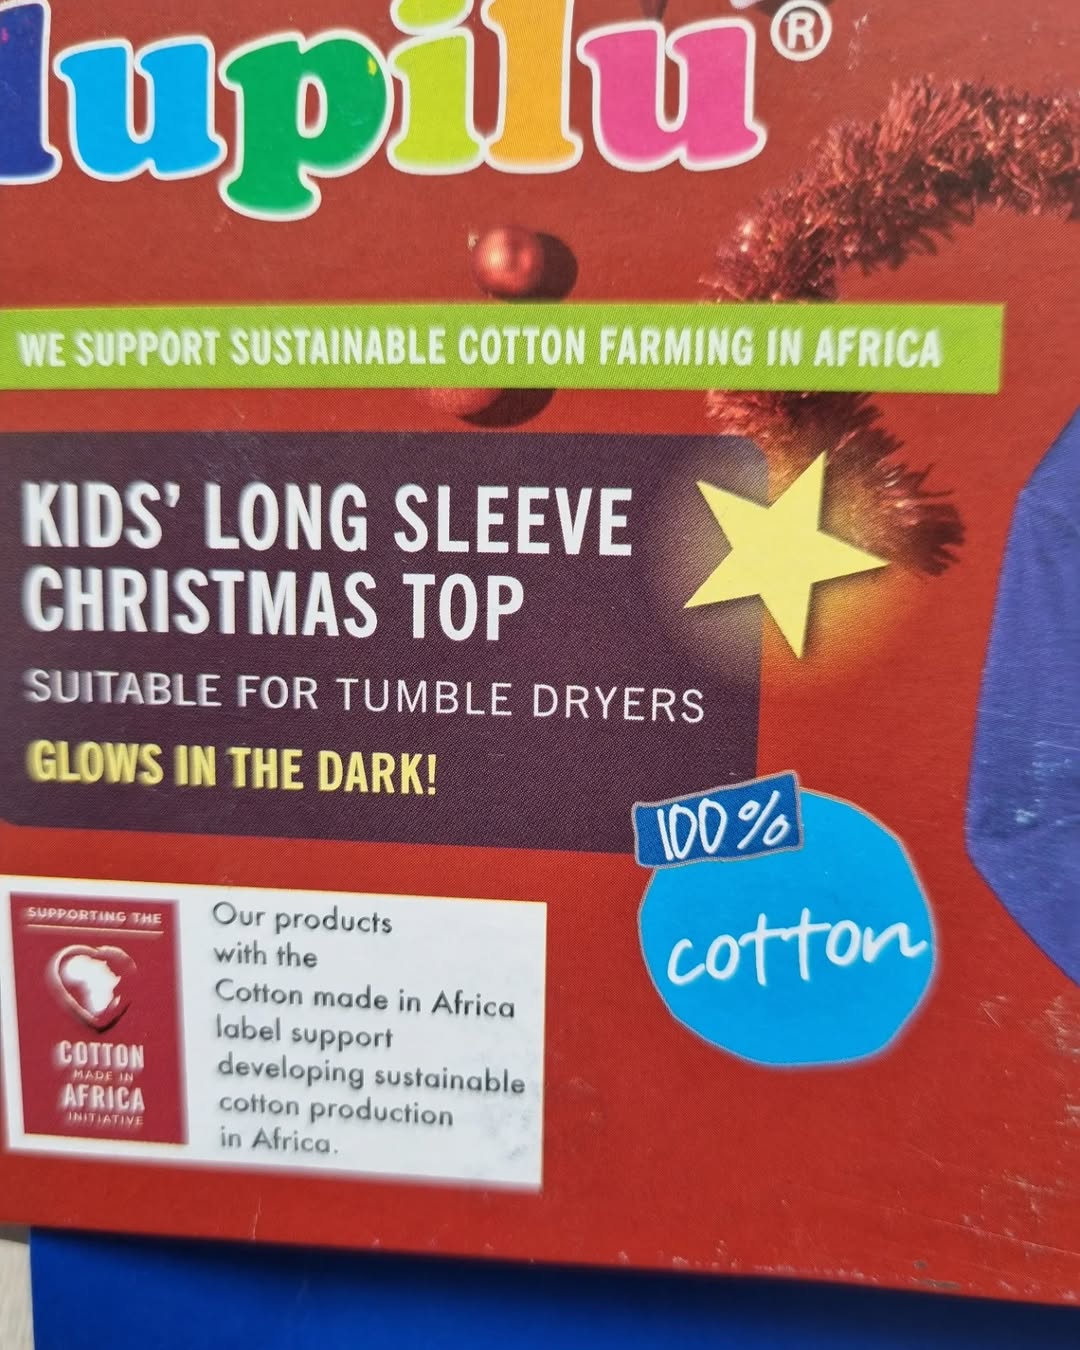 lupilu®
WE SUPPORT SUSTAINABLE COTTON FARMING IN AFRICA
KIDS' LONG SLEEVE
CHRISTMAS TOP
SUITABLE FOR TUMBLE DRYERS
GLOWS IN THE DARK!
100%
cotton
SUPPORTING THE
COTTON
MADE IN
AFRICA
INITIATIVE
Our products
with the
Cotton made in Africa
label support
developing sustainable
cotton production
in Africa.